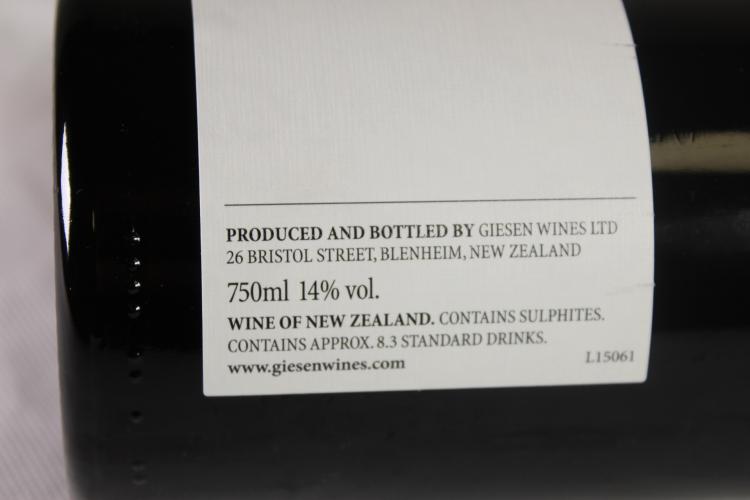 PRODUCED AND BOTTLED BY GIESEN WINES LTD
26 BRISTOL STREET, BLENHEIM, NEW ZEALAND
750ml 14% vol.
WINE OF NEW ZEALAND. CONTAINS SULPHITES.
CONTAINS APPROX. 8.3 STANDARD DRINKS.
www.giesenwines.com L15061